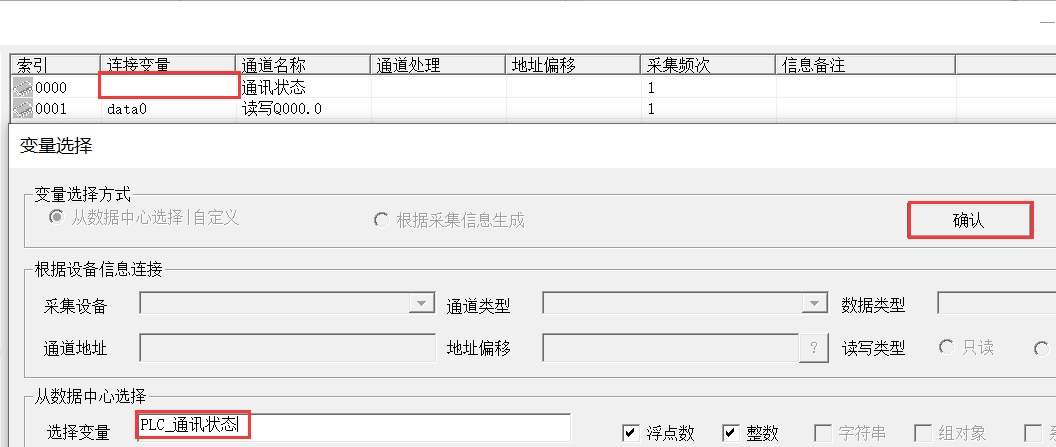 索引 连接变量 通道名称 通道处理 地址偏移 采集频次 信息备注
0000 通讯状态 1
0001 data0 读写Q000.0 1
变量选择
变量选择方式
从数据中心选择|自定义 根据采集信息生成 确认
根据设备信息连接
采集设备 通道类型 数据类型
通道地址 地址偏移 ? 读写类型 只读
从数据中心选择
选择变量 PLC_通讯状态 浮点数 整数 字符串 组对象